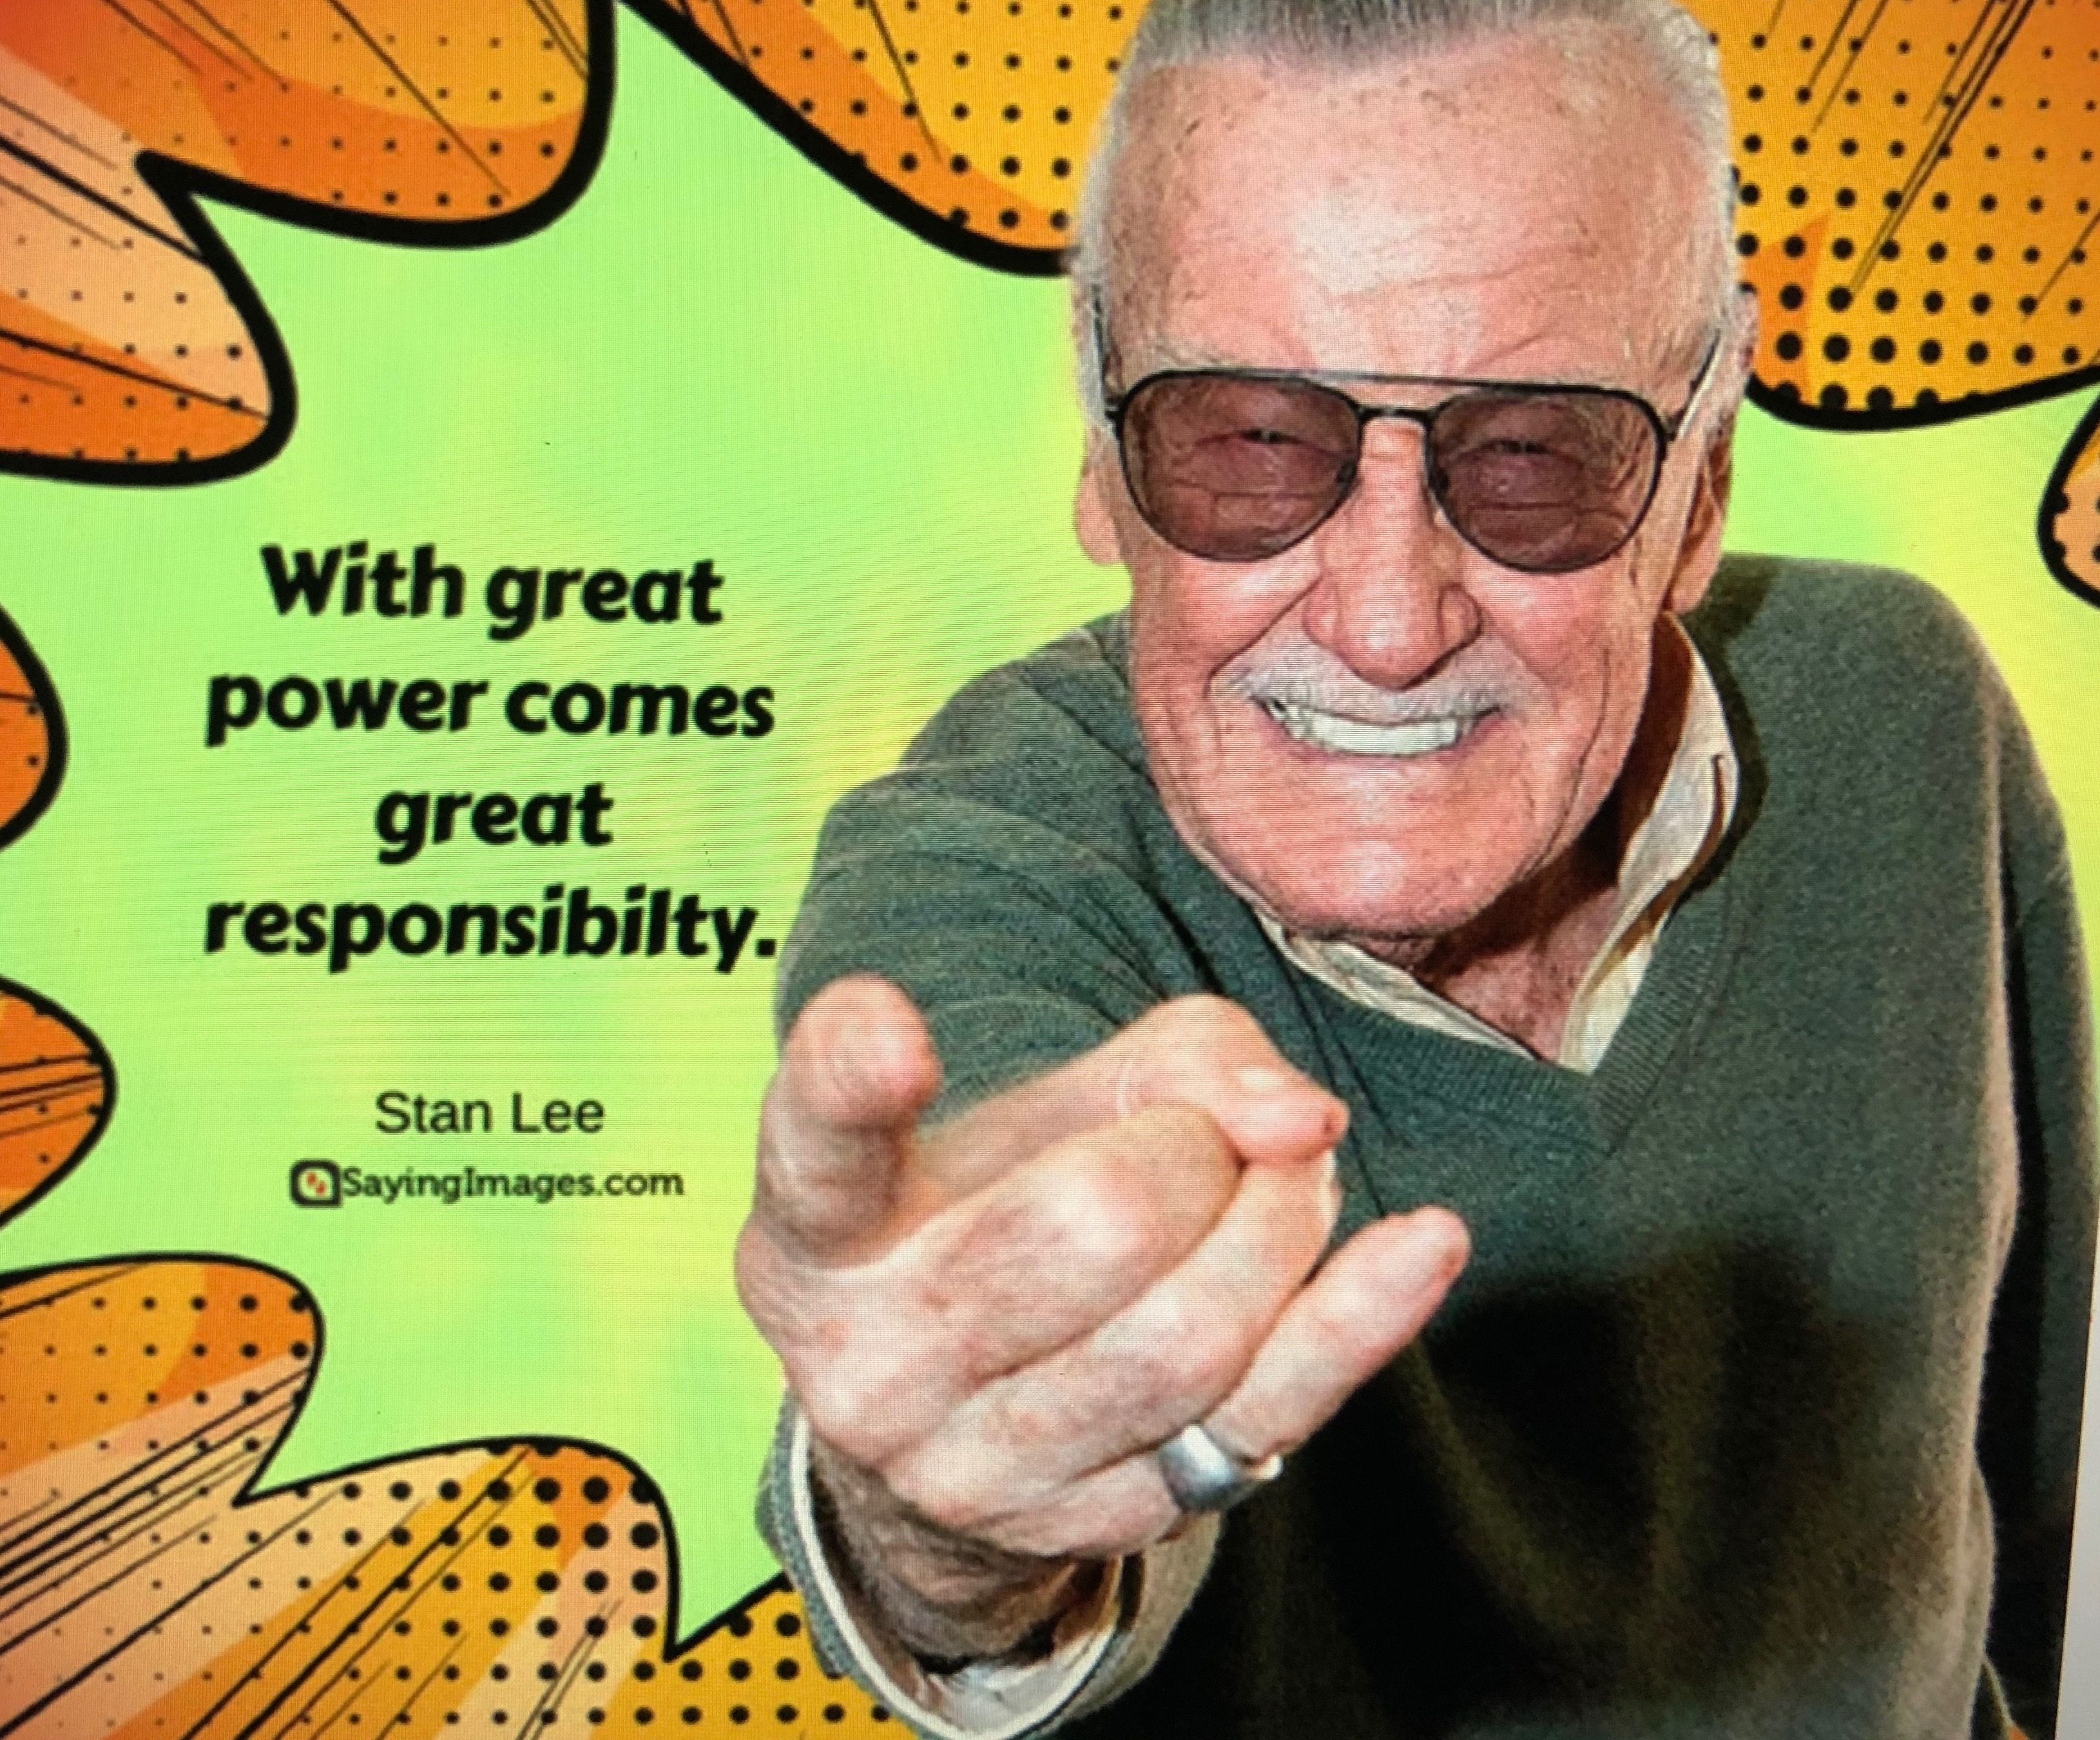 With great
power comes
great
responsibilty.
Stan Lee
SayingImages.com